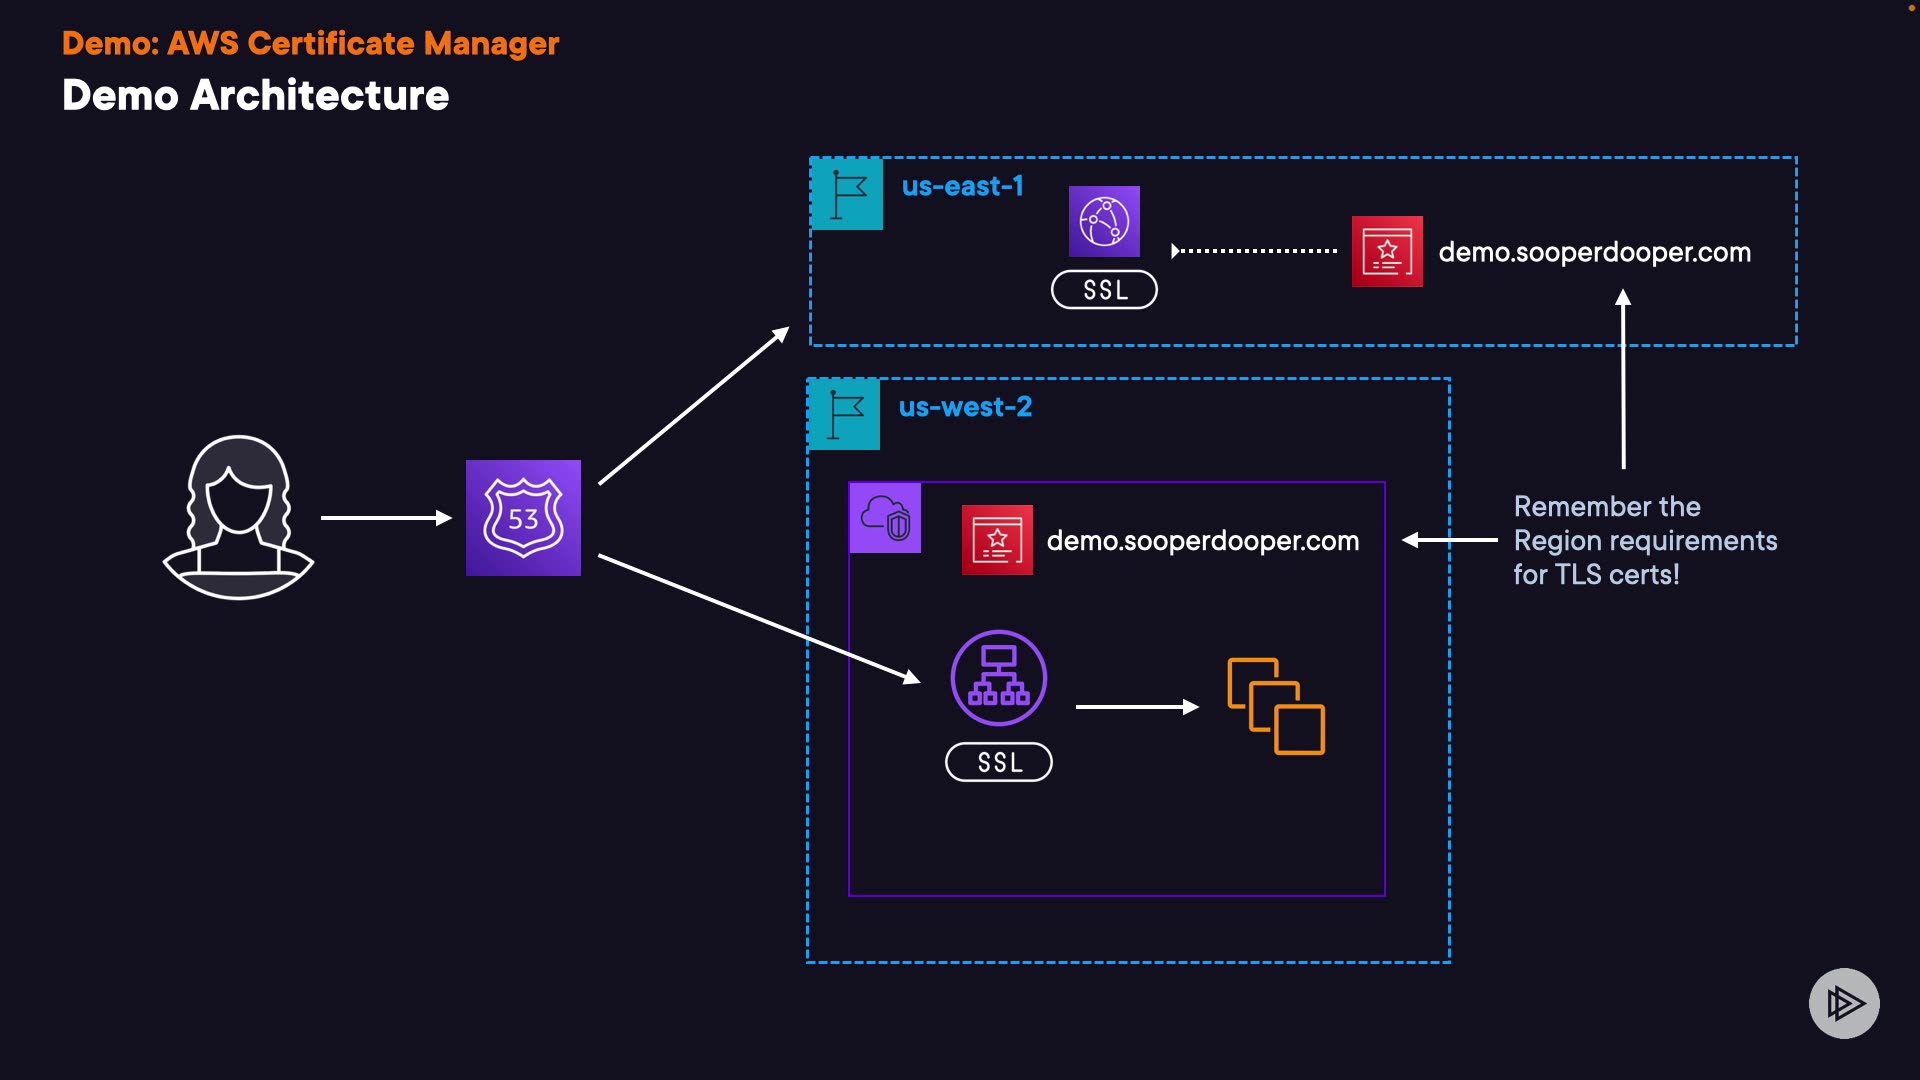 Demo: AWS Certificate Manager
Demo Architecture
us-east-1
SSL
demo.sooperdooper.com
us-west-2
53
demo.sooperdooper.com
Remember the
Region requirements
for TLS certs!
SSL